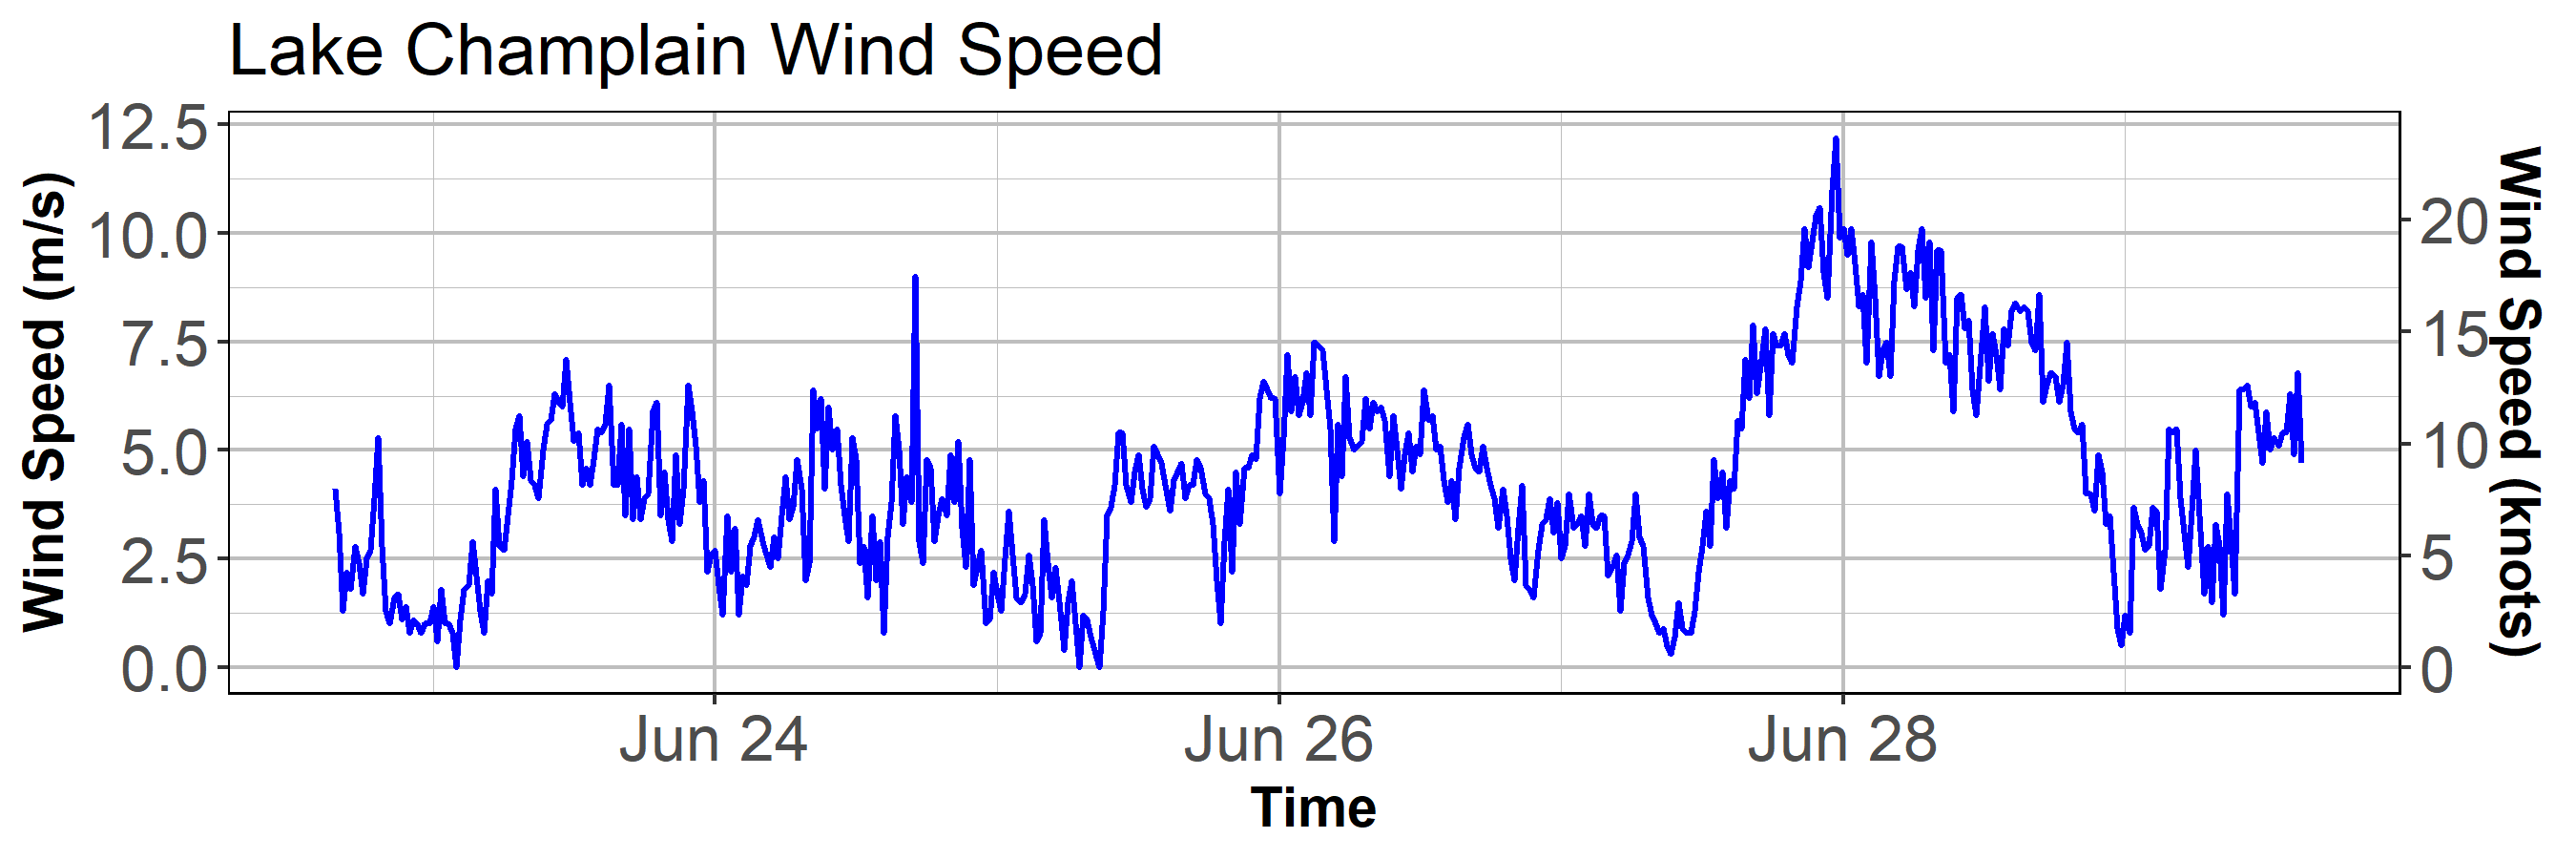 Lake Champlain Wind Speed
Wind Speed (m/s)
12.5
10.0
7.5
5.0
2.5
0.0
20
15
10
5
0
Wind Speed (knots)
Jun 24 Jun 26 Jun 28
Time